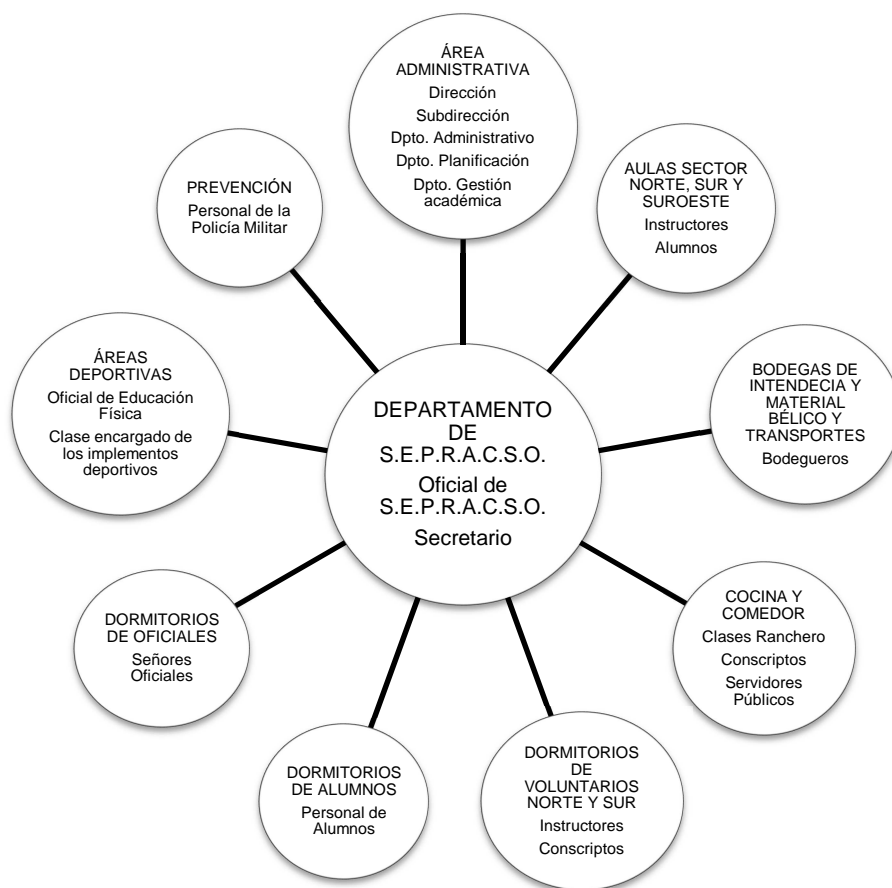 ÁREA
ADMINISTRATIVA
Dirección
Subdirección
Dpto. Administrativo
Dpto. Planificación
Dpto. Gestión
académica
AULAS SECTOR
NORTE, SUR Y
SUROESTE
Instructores
Alumnos
BODEGAS DE
INTENDECIA Y
MATERIAL
BÉLICO Y
TRANSPORTES
Bodegueros
COCINA Y
COMEDOR
Clases Ranchero
Conscriptos
Servidores
Públicos
DORMITORIOS
DE
VOLUNTARIOS
NORTE Y SUR
Instructores
Conscriptos
DORMITORIOS
DE ALUMNOS
Personal de
Alumnos
DORMITORIOS
DE OFICIALES
Señores
Oficiales
ÁREAS
DEPORTIVAS
Oficial de Educación
Física
Clase encargado de
los implementos
deportivos
PREVENCIÓN
Personal de la
Policía Militar
DEPARTAMENTO
DE
S.E.P.R.A.C.S.O.
Oficial de
S.E.P.R.A.C.S.O.
Secretario